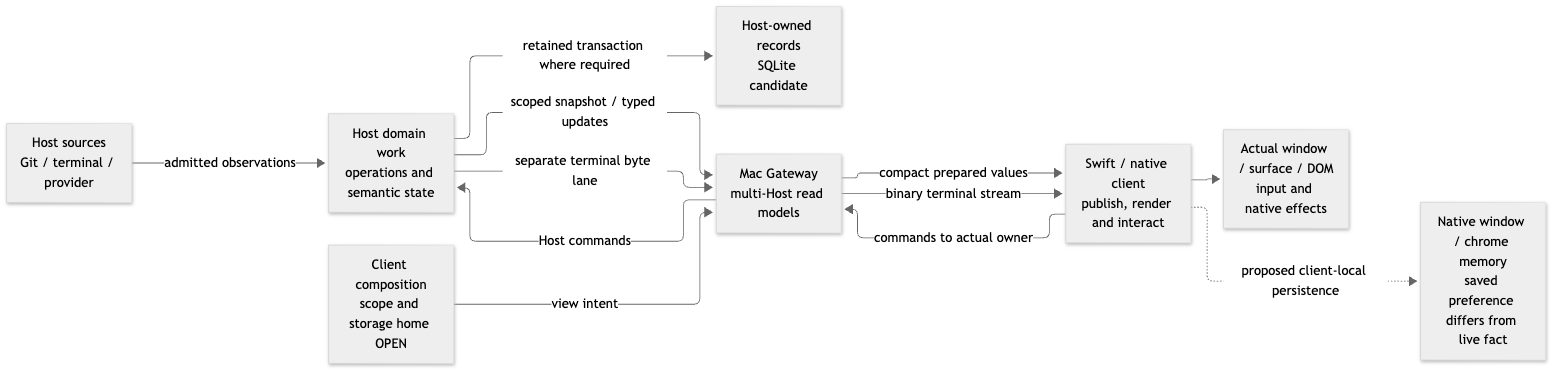 Host sources
Git / terminal /
provider
admitted observations
Host domain
work
operations and
semantic state
Client
composition
scope and
storage home
OPEN
retained transaction
where required
scoped snapshot / typed
updates
separate terminal byte
lane
Host commands
view intent
Host-owned
records
SQLite
candidate
Mac Gateway
multi-Host read
models
compact prepared values
binary terminal stream
commands to actual owner
Swift / native
client
publish, render
and interact
Actual window
/ surface / DOM
input and
native effects
proposed client-local
persistence
Native window
/ chrome
memory
saved
preference
differs from
live fact